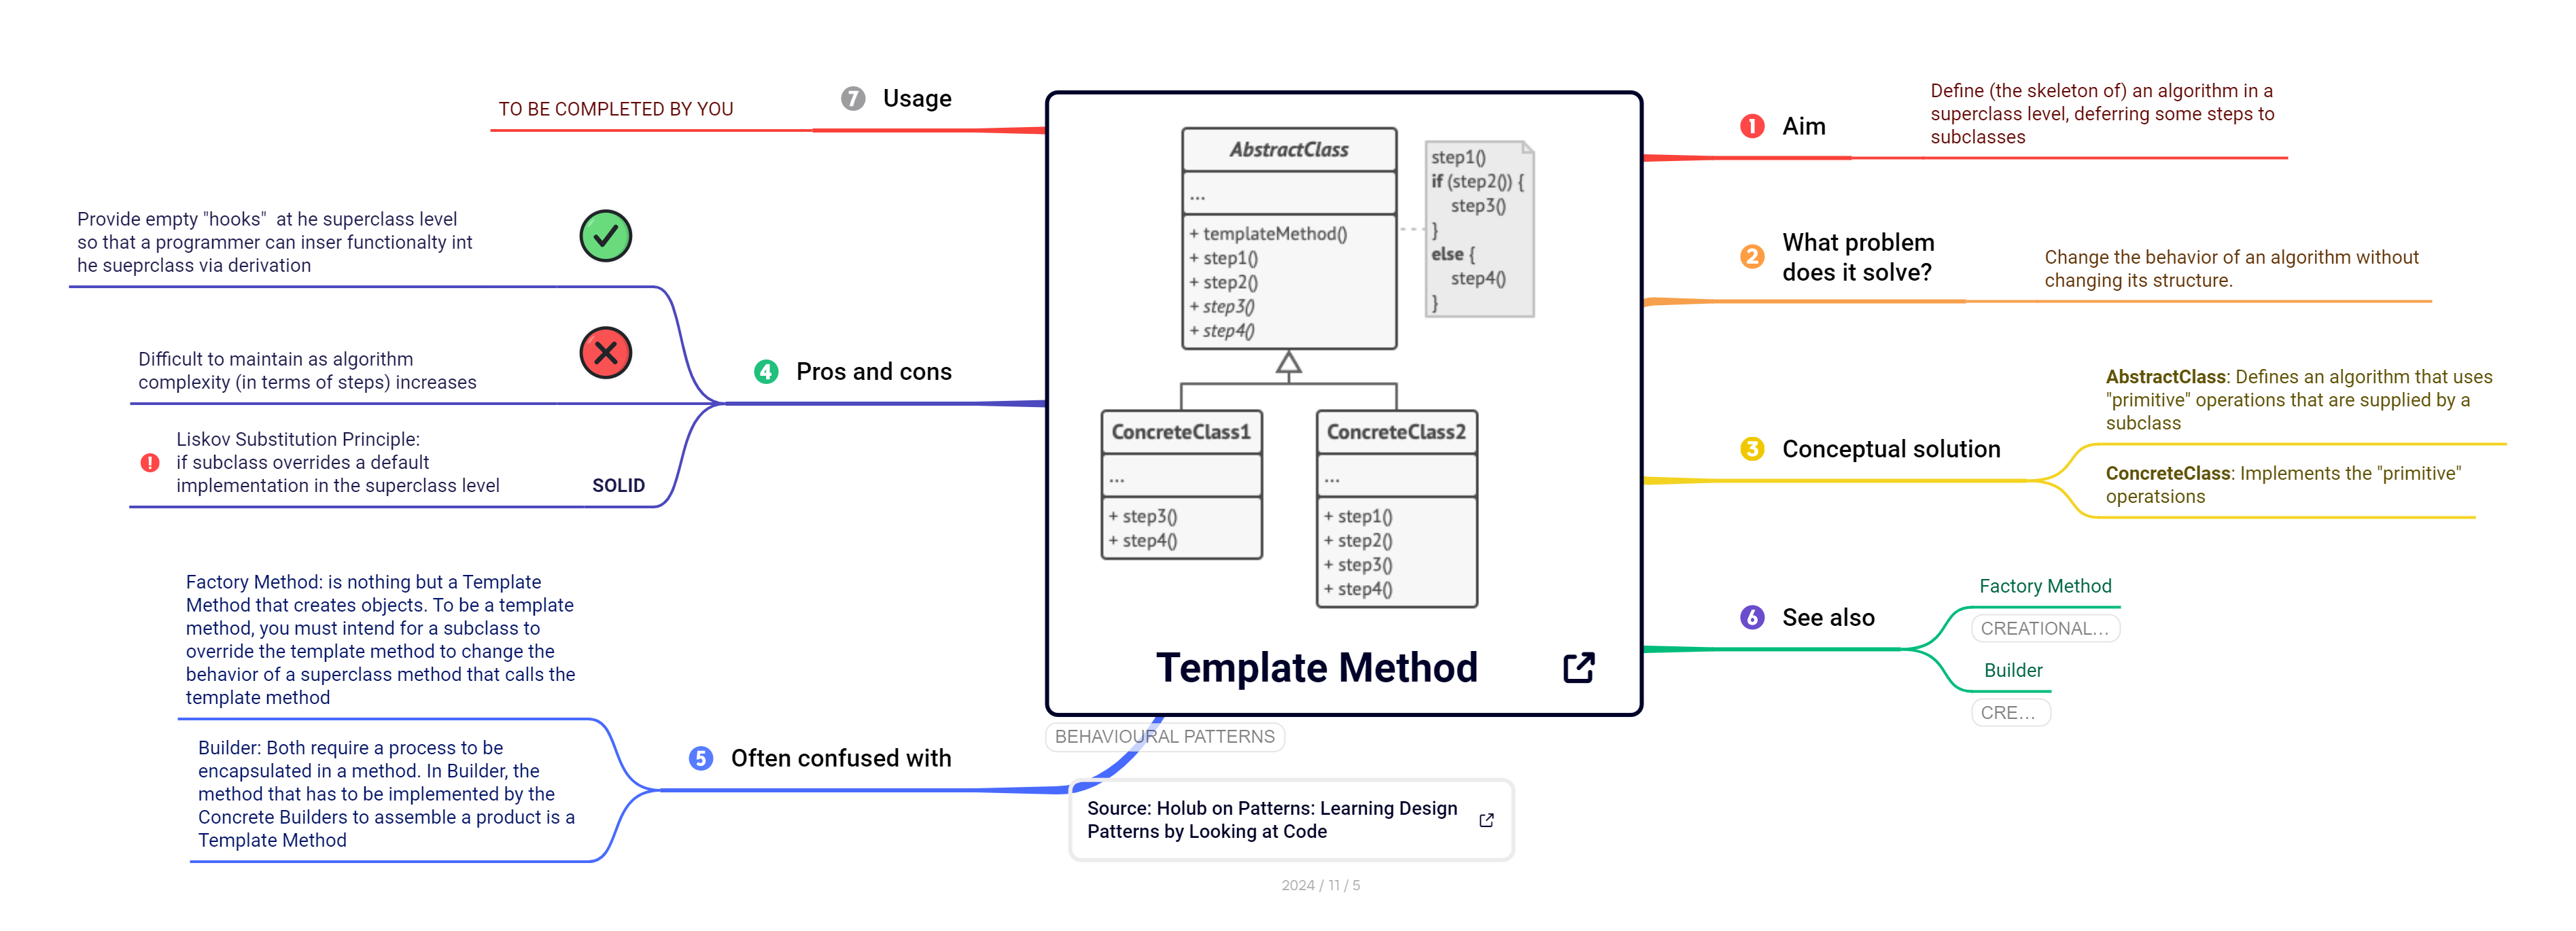 7 Usage
TO BE COMPLETED BY YOU
Provide empty "hooks"  at he superclass level
so that a programmer can inser functionalty int
he sueprclass via derivation
Difficult to maintain as algorithm
complexity (in terms of steps) increases
Liskov Substitution Principle:
if subclass overrides a default
implementation in the superclass level
SOLID
4 Pros and cons
Factory Method: is nothing but a Template
Method that creates objects. To be a template
method, you must intend for a subclass to
override the template method to change the
behavior of a superclass method that calls the
template method
Builder: Both require a process to be
encapsulated in a method. In Builder, the
method that has to be implemented by the
Concrete Builders to assemble a product is a
Template Method
5 Often confused with
AbstractClass
...
+ templateMethod()
+ step1()
+ step2()
+ step3()
+ step4()
step1()
if (step2()) {
step3()
}
else {
step4()
}
ConcreteClass1
...
+ step3()
+ step4()
ConcreteClass2
...
+ step1()
+ step2()
+ step3()
+ step4()
Template Method
BEHAVIOURAL PATTERNS
Source: Holub on Patterns: Learning Design
Patterns by Looking at Code
2024 / 11 / 5
1 Aim
Define (the skeleton of) an algorithm in a
superclass level, deferring some steps to
subclasses
2 What problem
does it solve?
Change the behavior of an algorithm without
changing its structure.
3 Conceptual solution
AbstractClass: Defines an algorithm that uses
"primitive" operations that are supplied by a
subclass
ConcreteClass: Implements the "primitive"
operatsions
6 See also
Factory Method
CREATIONAL...
Builder
CRE...